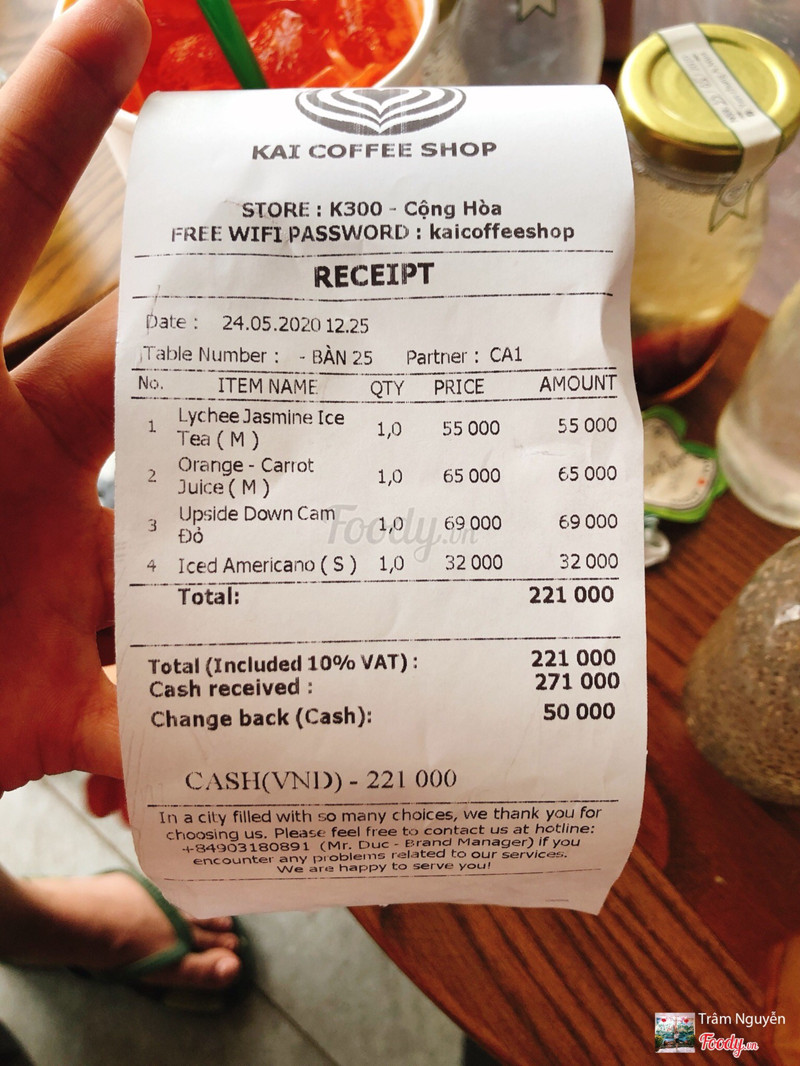 KAI COFFEE SHOP
STORE : K300 - Cộng Hòa
FREE WIFI PASSWORD : kaicoffeeshop
RECEIPT
Date : 24.05.2020 12.25
Table Number : - BÀN 25 Partner : CA1
No. ITEM NAME QTY PRICE AMOUNT
1 Lychee Jasmine Ice Tea ( M ) 1,0 55 000 55 000
2 Orange - Carrot Juice ( M ) 1,0 65 000 65 000
3 Upside Down Cam Đỏ 1,0 69 000 69 000
4 Iced Americano ( S ) 1,0 32 000 32 000
Total: 221 000
Total (Included 10% VAT) : 221 000
Cash received : 271 000
Change back (Cash): 50 000
CASH(VND) - 221 000
In a city filled with so many choices, we thank you for
choosing us. Please feel free to contact us at hotline:
+84903180891 (Mr. Duc - Brand Manager) if you
encounter any problems related to our services.
We are happy to serve you!
Foody.vn
Trâm Nguyễn
Foody.vn